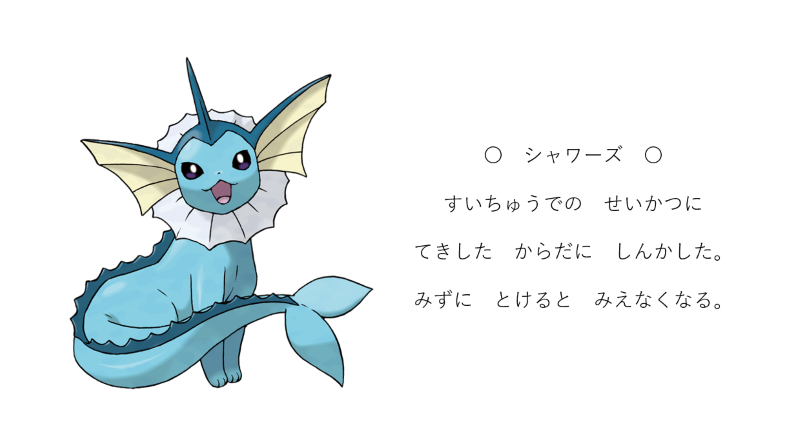 ○　シャワーズ　○
すいちゅうでの　せいかつに
てきした　からだに　しんかした。
みずに　とけると　みえなくなる。